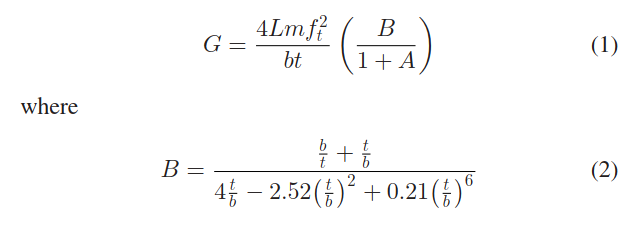 G = \frac{4Lmf_t^2}{bt} \left( \frac{B}{1 + A} \right) (1)
where
B = \frac{\frac{b}{t} + \frac{t}{b}}{4\frac{t}{b} - 2.52\left(\frac{t}{b}\right)^2 + 0.21\left(\frac{t}{b}\right)^6} (2)